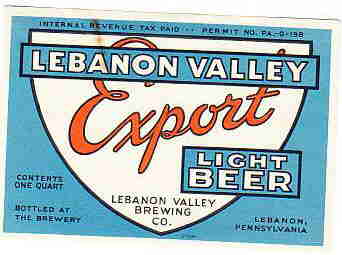 INTERNAL REVENUE TAX PAID ··· PERMIT NO. PA.-O-198
LEBANON VALLEY
Export
LIGHT
BEER
CONTENTS
ONE QUART
LEBANON VALLEY
BREWING
CO.
BOTTLED AT
THE BREWERY
LEBANON,
PENNSYLVANIA